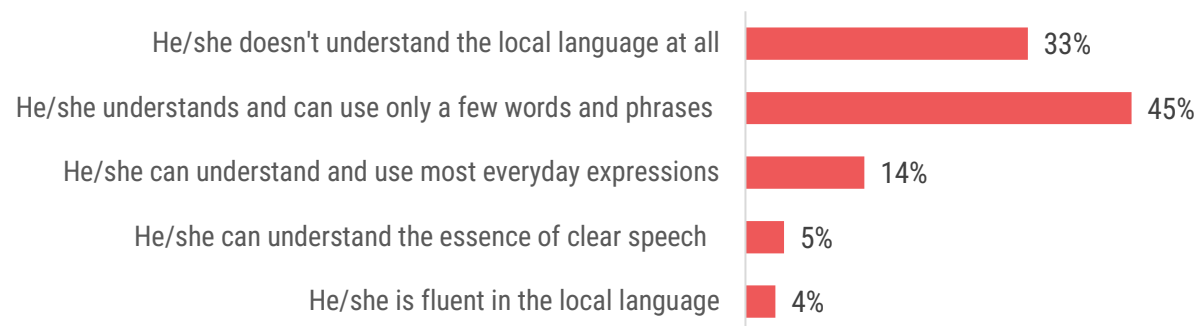 He/she doesn't understand the local language at all 33%
He/she understands and can use only a few words and phrases 45%
He/she can understand and use most everyday expressions 14%
He/she can understand the essence of clear speech 5%
He/she is fluent in the local language 4%